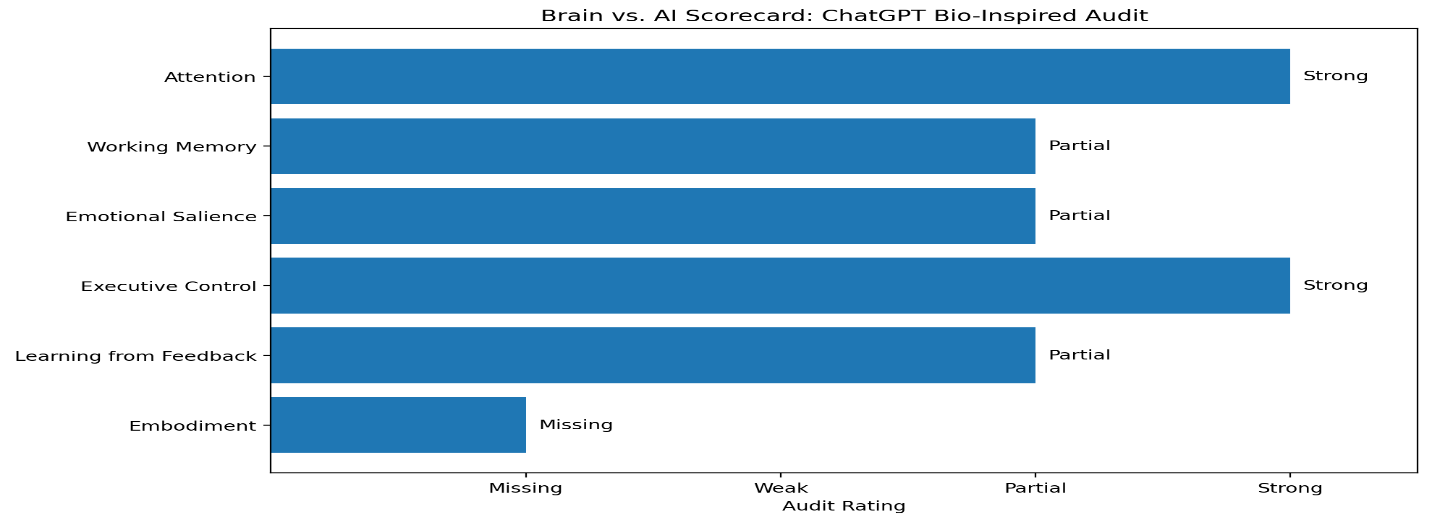 Brain vs. AI Scorecard: ChatGPT Bio-Inspired Audit
Attention
Strong
Working Memory
Partial
Emotional Salience
Partial
Executive Control
Strong
Learning from Feedback
Partial
Embodiment
Missing
Missing Weak Partial Strong
Audit Rating